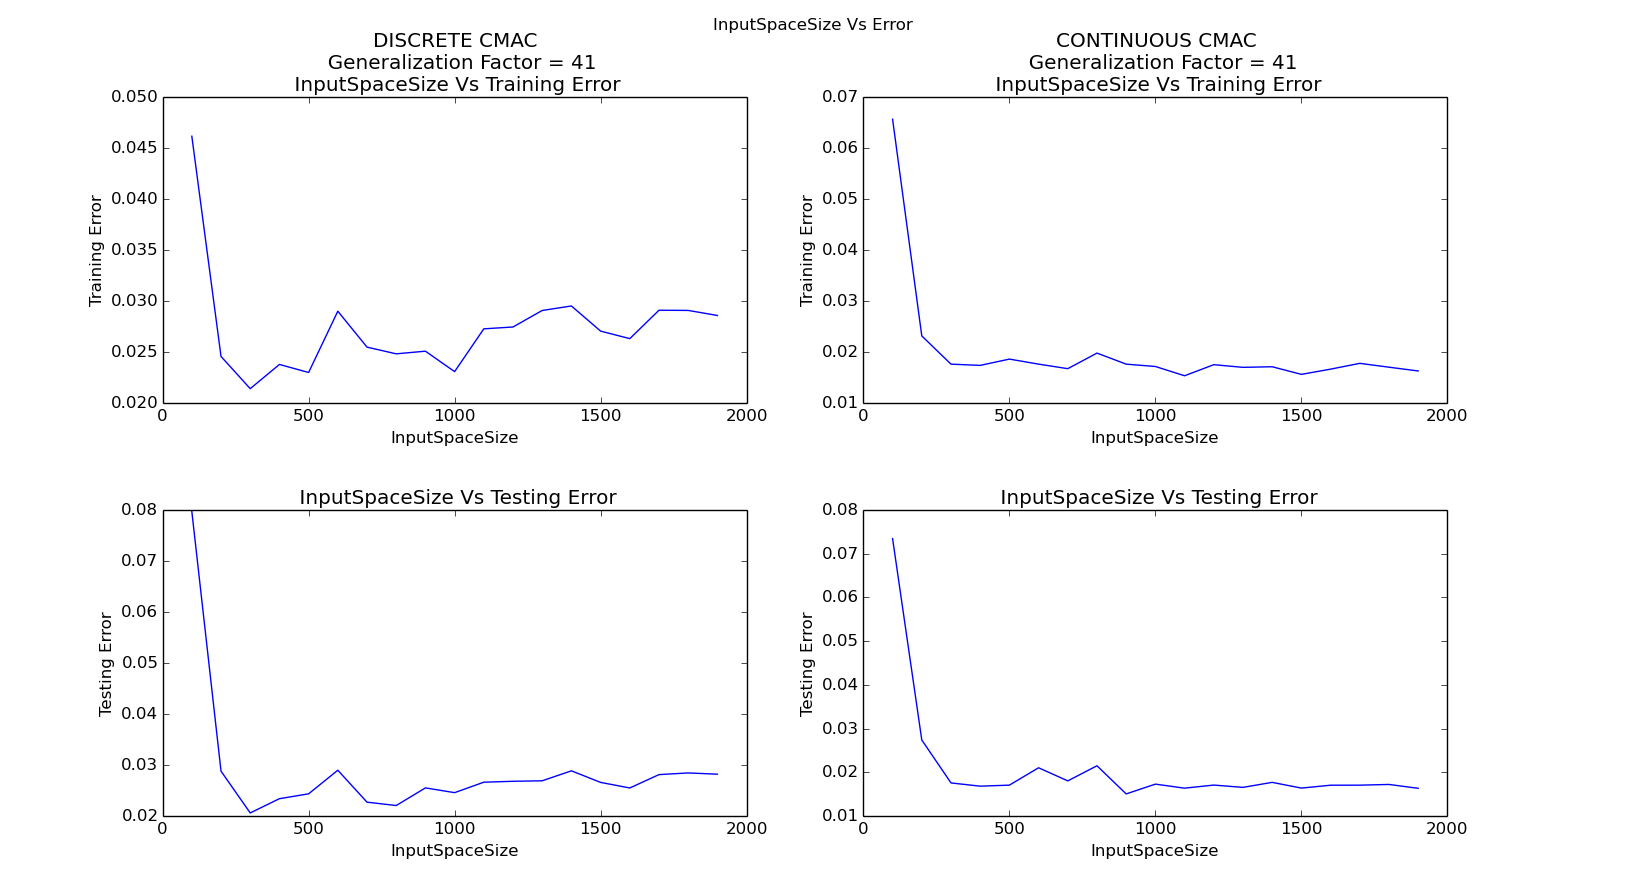 InputSpaceSize Vs Error
DISCRETE CMAC
Generalization Factor = 41
InputSpaceSize Vs Training Error
0.050
0.045
0.040
0.035
0.030
0.025
0.020
Training Error
0 500 1000 1500 2000
InputSpaceSize
CONTINUOUS CMAC
Generalization Factor = 41
InputSpaceSize Vs Training Error
0.07
0.06
0.05
0.04
0.03
0.02
0.01
Training Error
0 500 1000 1500 2000
InputSpaceSize
InputSpaceSize Vs Testing Error
0.08
0.07
0.06
0.05
0.04
0.03
0.02
Testing Error
0 500 1000 1500 2000
InputSpaceSize
InputSpaceSize Vs Testing Error
0.08
0.07
0.06
0.05
0.04
0.03
0.02
0.01
Testing Error
0 500 1000 1500 2000
InputSpaceSize